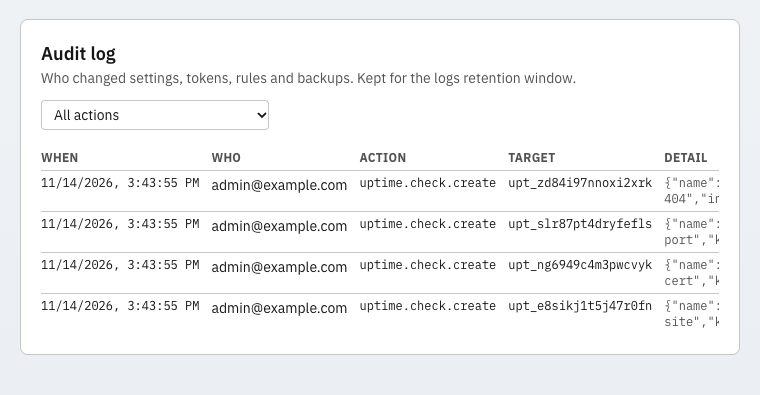 Audit log
Who changed settings, tokens, rules and backups. Kept for the logs retention window.
All actions
WHEN WHO ACTION TARGET DETAIL
11/14/2026, 3:43:55 PM admin@example.com uptime.check.create upt_zd84i97nnoxi2xrk {"name":
404","in
11/14/2026, 3:43:55 PM admin@example.com uptime.check.create upt_slr87pt4dryfefls {"name":
port","k
11/14/2026, 3:43:55 PM admin@example.com uptime.check.create upt_ng6949c4m3pwcvyk {"name":
cert","k
11/14/2026, 3:43:55 PM admin@example.com uptime.check.create upt_e8sikj1t5j47r0fn {"name":
site","k